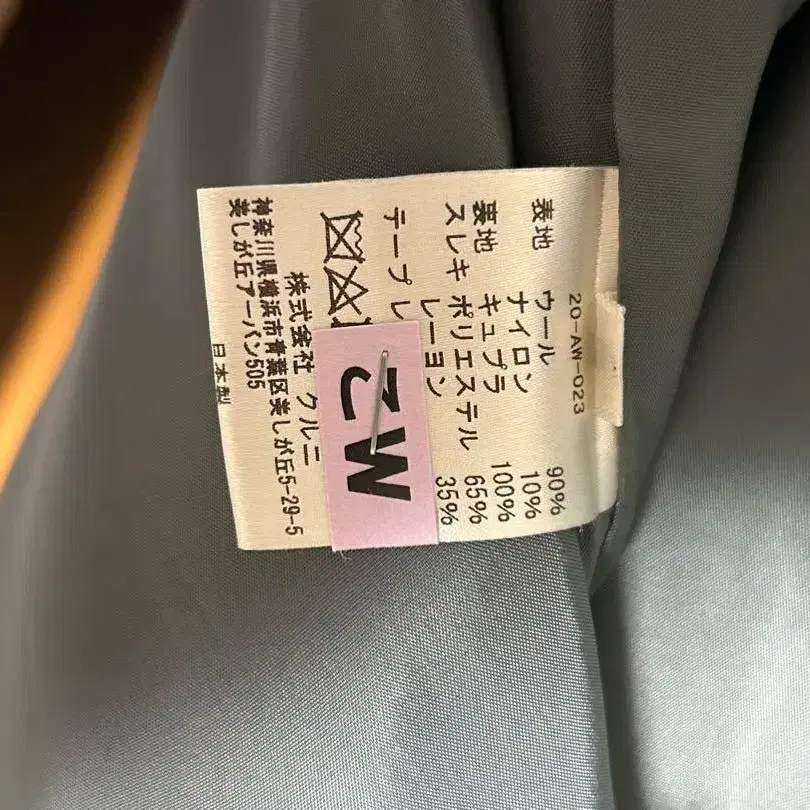 20-AW-023
表地 ウール 90%
ナイロン 10%
裏地 キュプラ 100%
スレキ ポリエステル 65%
レーヨン 35%
テープ
株式会社 クルニ
神奈川県横浜市青葉区美しが丘5-29-5
美しが丘アーバン505
日本製
W